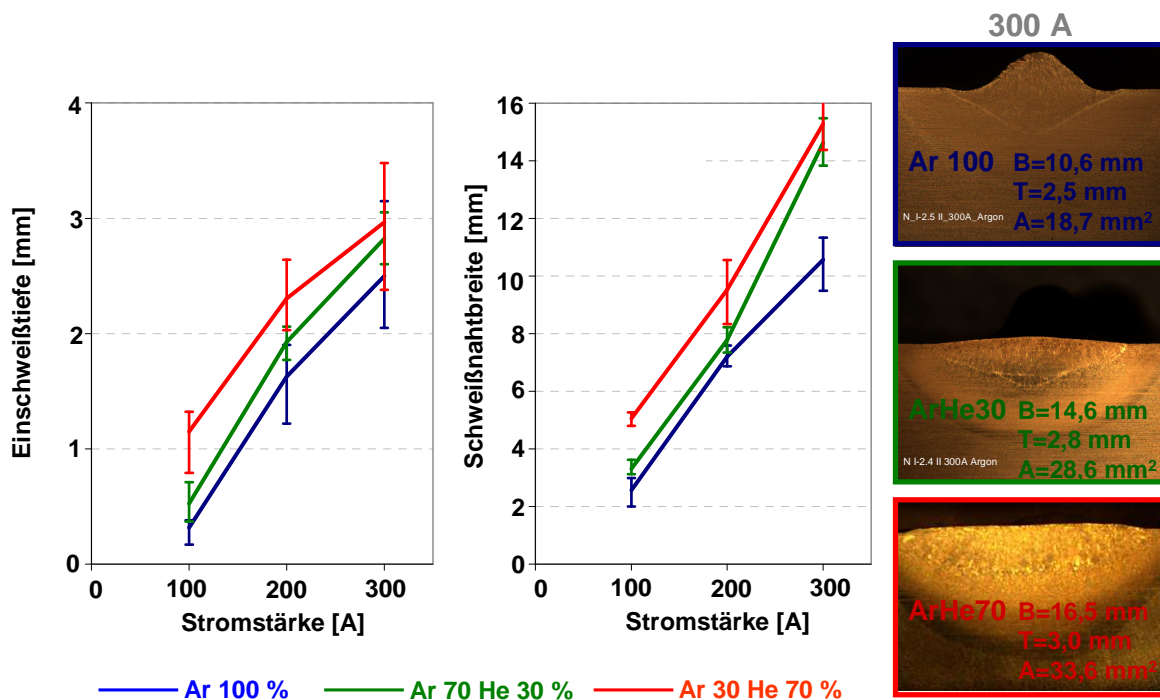 300 A
4
3
2
1
0
Einschweißtiefe [mm]
0 100 200 300
Stromstärke [A]
16
14
12
10
8
6
4
2
0
Schweißnahtbreite [mm]
0 100 200 300
Stromstärke [A]
Ar 100 B=10,6 mm
T=2,5 mm
N_I-2.5 II_300A_Argon
A=18,7 mm²
ArHe30 B=14,6 mm
T=2,8 mm
N I-2.4 II 300A Argon
A=28,6 mm²
ArHe70 B=16,5 mm
T=3,0 mm
A=33,6 mm²
Ar 100 % Ar 70 He 30 % Ar 30 He 70 %